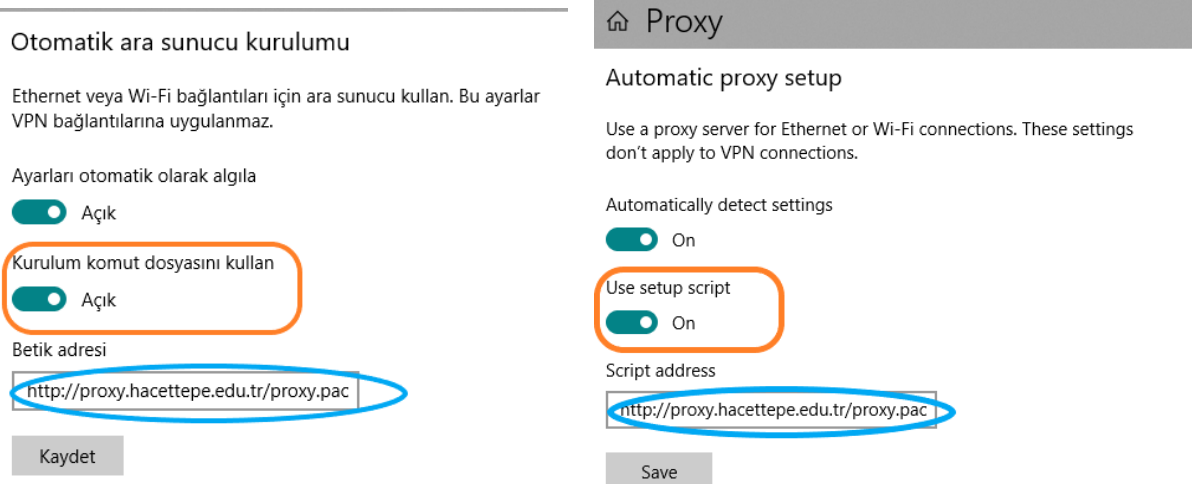 Otomatik ara sunucu kurulumu
Ethernet veya Wi-Fi bağlantıları için ara sunucu kullan. Bu ayarlar
VPN bağlantılarına uygulanmaz.
Ayarları otomatik olarak algıla
Açık
Kurulum komut dosyasını kullan
Açık
Betik adresi
http://proxy.hacettepe.edu.tr/proxy.pac
Kaydet
Proxy
Automatic proxy setup
Use a proxy server for Ethernet or Wi-Fi connections. These settings
don't apply to VPN connections.
Automatically detect settings
On
Use setup script
On
Script address
http://proxy.hacettepe.edu.tr/proxy.pac
Save